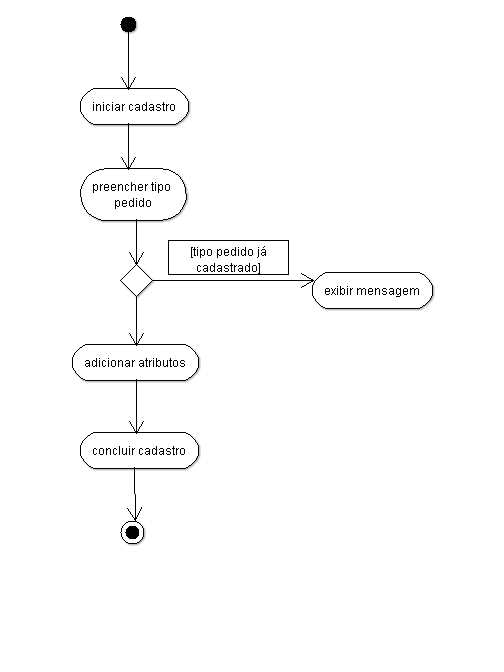 iniciar cadastro
preencher tipo
pedido
[tipo pedido já
cadastrado]
exibir mensagem
adicionar atributos
concluir cadastro